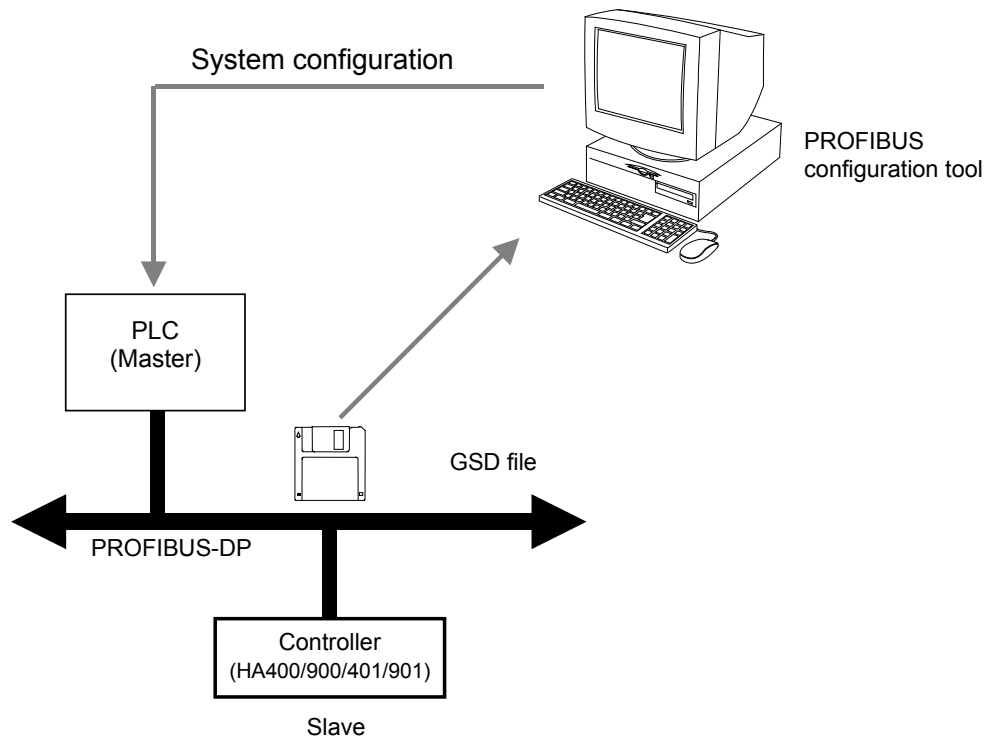 System configuration
PROFIBUS
configuration tool
PLC
(Master)
GSD file
PROFIBUS-DP
Controller
(HA400/900/401/901)
Slave